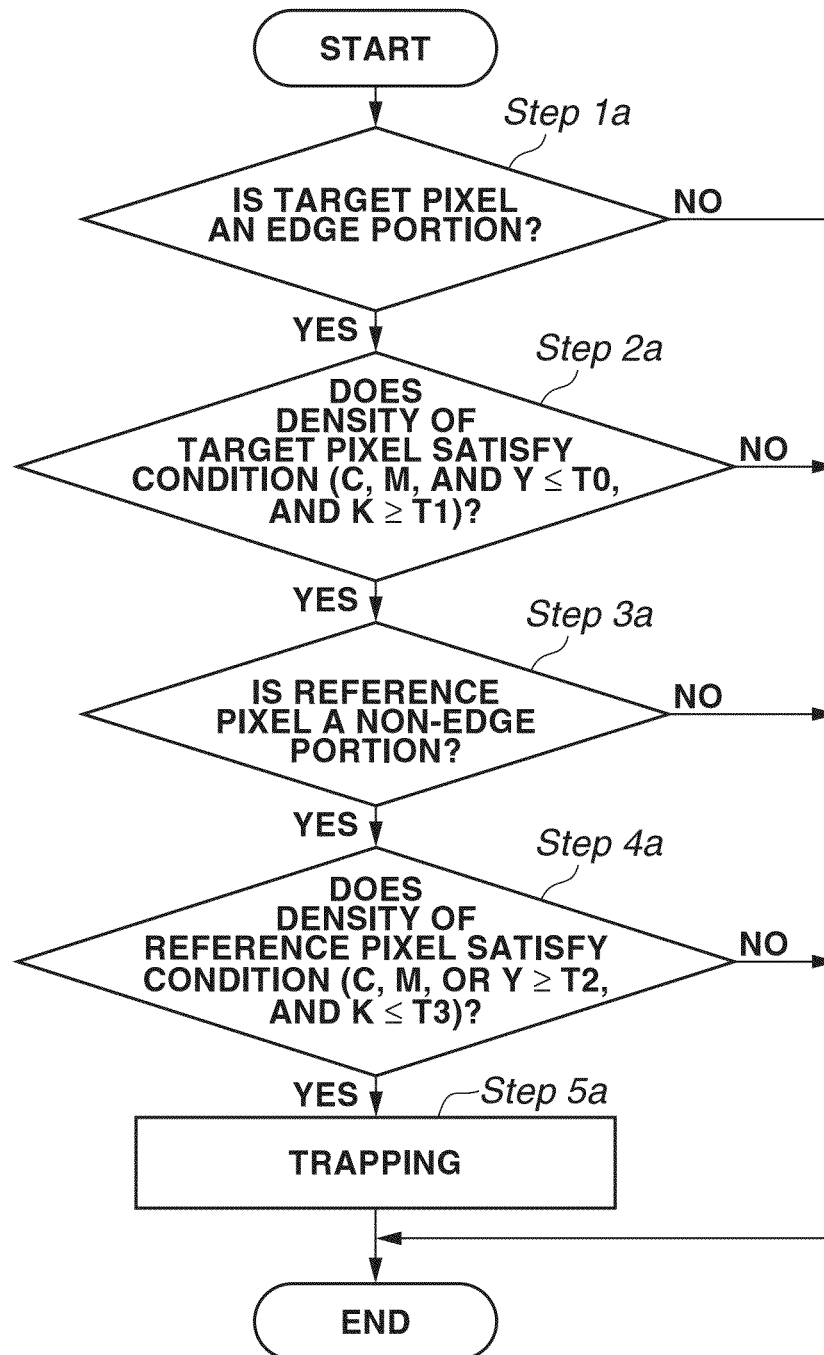 START
Step 1a
IS TARGET PIXEL
AN EDGE PORTION?
NO
YES
Step 2a
DOES
DENSITY OF
TARGET PIXEL SATISFY
CONDITION (C, M, AND Y ≤ T0,
AND K ≥ T1)?
NO
YES
Step 3a
IS REFERENCE
PIXEL A NON-EDGE
PORTION?
NO
YES
Step 4a
DOES
DENSITY OF
REFERENCE PIXEL SATISFY
CONDITION (C, M, OR Y ≥ T2,
AND K ≤ T3)?
NO
YES
Step 5a
TRAPPING
END